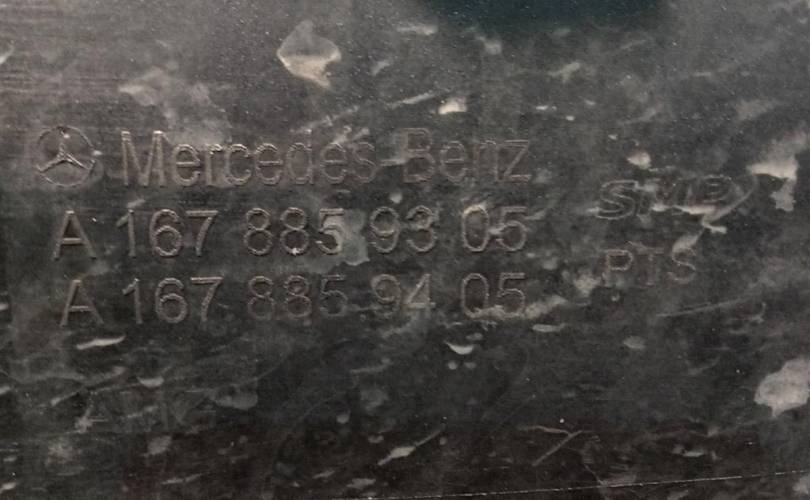 Mercedes-Benz
A 167 885 93 05
A 167 885 94 05
SMP
PTS